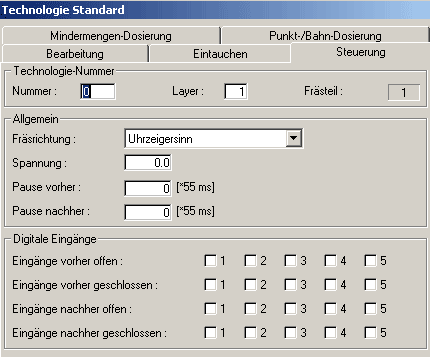 Technologie Standard
Mindermengen-Dosierung Punkt-/Bahn-Dosierung
Bearbeitung Eintauchen Steuerung
Technologie-Nummer
Nummer : 0 Layer : 1 Frästeil : 1
Allgemein
Fräsrichtung : Uhrzeigersinn
Spannung : 0.0
Pause vorher : 0 [*55 ms]
Pause nachher : 0 [*55 ms]
Digitale Eingänge
Eingänge vorher offen : 1 2 3 4 5
Eingänge vorher geschlossen : 1 2 3 4 5
Eingänge nachher offen : 1 2 3 4 5
Eingänge nachher geschlossen : 1 2 3 4 5